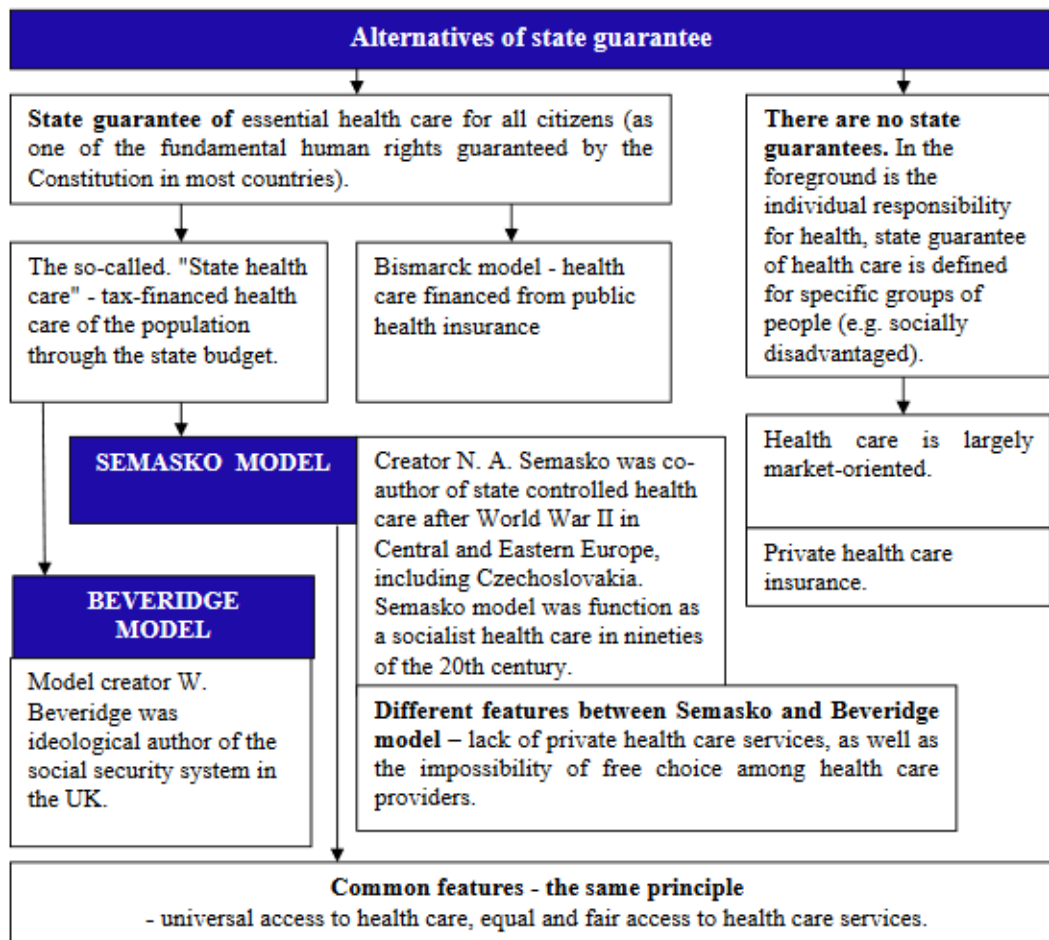 Alternatives of state guarantee
State guarantee of essential health care for all citizens (as
one of the fundamental human rights guaranteed by the
Constitution in most countries).
There are no state
guarantees. In the
foreground is the
individual responsibility
for health, state guarantee
of health care is defined
for specific groups of
people (e.g. socially
disadvantaged).
The so-called. "State health
care" - tax-financed health
care of the population
through the state budget.
Bismarck model - health
care financed from public
health insurance
Health care is largely
market-oriented.
Private health care
insurance.
SEMASKO MODEL
Creator N. A. Semasko was co-
author of state controlled health
care after World War II in
Central and Eastern Europe,
including Czechoslovakia.
Semasko model was function as
a socialist health care in nineties
of the 20th century.
BEVERIDGE
MODEL
Model creator W.
Beveridge was
ideological author of the
social security system in
the UK.
Different features between Semasko and Beveridge
model – lack of private health care services, as well as
the impossibility of free choice among health care
providers.
Common features - the same principle
- universal access to health care, equal and fair access to health care services.